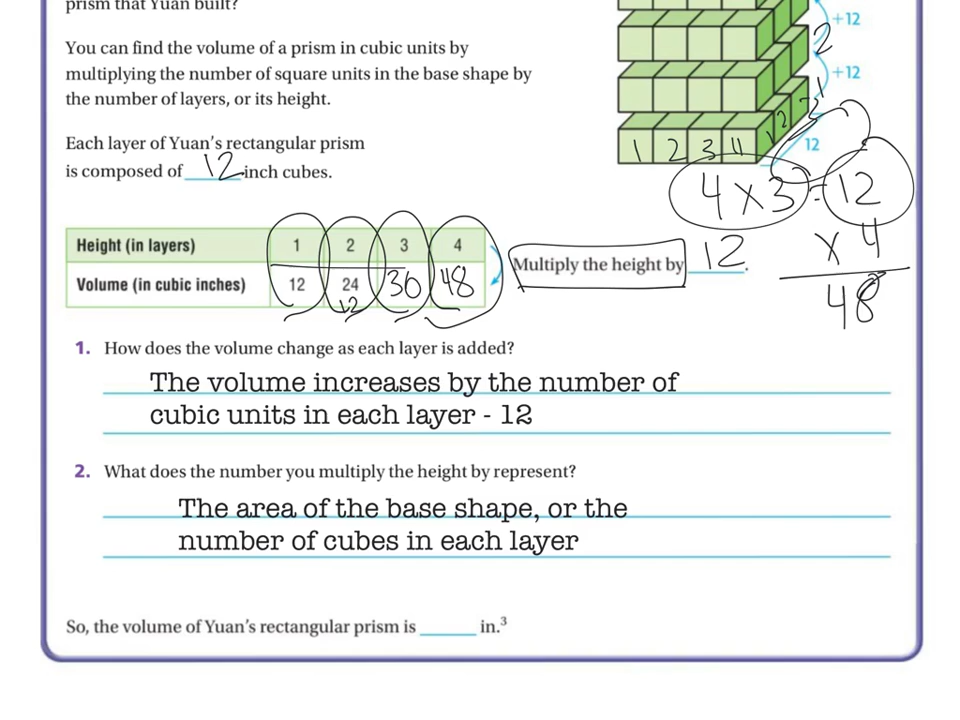 prism that Yuan built?
+12
You can find the volume of a prism in cubic units by
2
multiplying the number of square units in the base shape by
+12
the number of layers, or its height.
Each layer of Yuan's rectangular prism
1 2 3 4 1 2 3
12
is composed of 12 inch cubes.
4 x 3 = 12
x 4
48
Height (in layers) 1 2 3 4
Volume (in cubic inches) 12 24 36 48
12
Multiply the height by 12.
1. How does the volume change as each layer is added?
The volume increases by the number of
cubic units in each layer - 12
2. What does the number you multiply the height by represent?
The area of the base shape, or the
number of cubes in each layer
So, the volume of Yuan's rectangular prism is ______ in.³